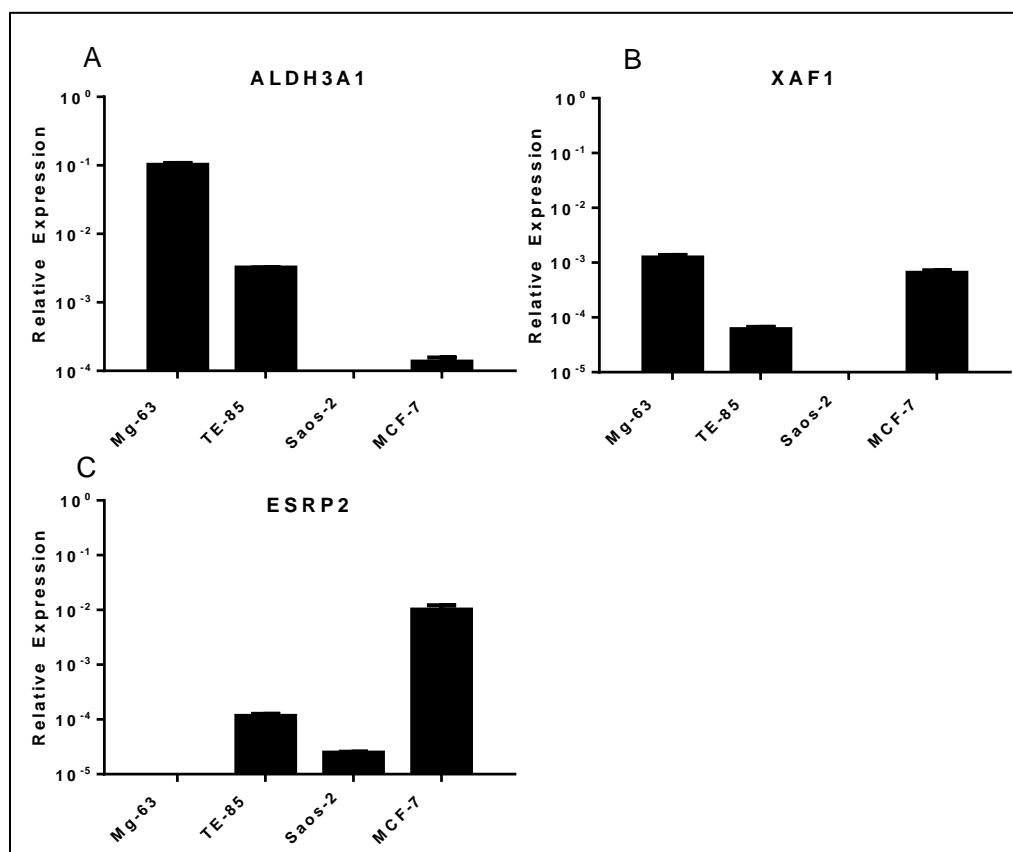 A
ALDH3A1
Relative Expression
10⁰
10⁻¹
10⁻²
10⁻³
10⁻⁴
Mg-63
TE-85
Saos-2
MCF-7
B
XAF1
Relative Expression
10⁰
10⁻¹
10⁻²
10⁻³
10⁻⁴
10⁻⁵
Mg-63
TE-85
Saos-2
MCF-7
C
ESRP2
Relative Expression
10⁰
10⁻¹
10⁻²
10⁻³
10⁻⁴
10⁻⁵
Mg-63
TE-85
Saos-2
MCF-7